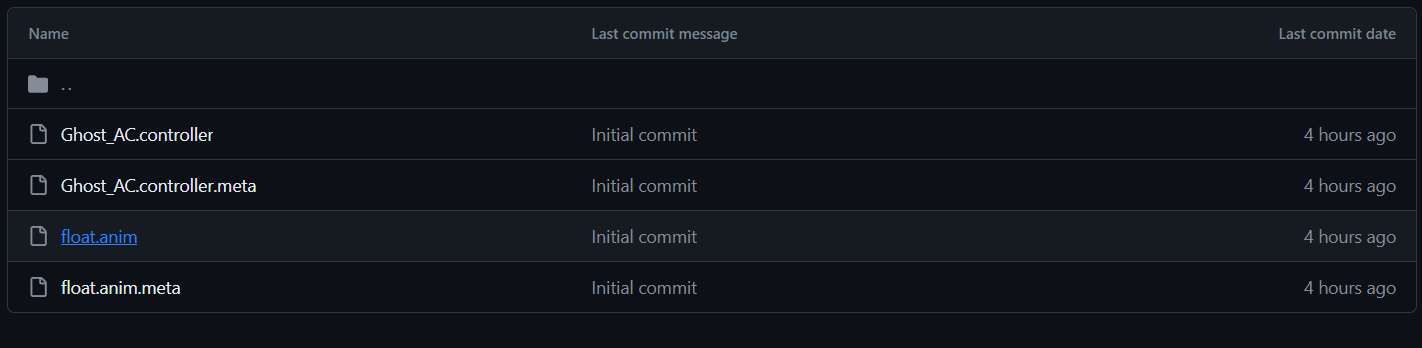 Name Last commit message Last commit date
..
Ghost_AC.controller Initial commit 4 hours ago
Ghost_AC.controller.meta Initial commit 4 hours ago
float.anim Initial commit 4 hours ago
float.anim.meta Initial commit 4 hours ago